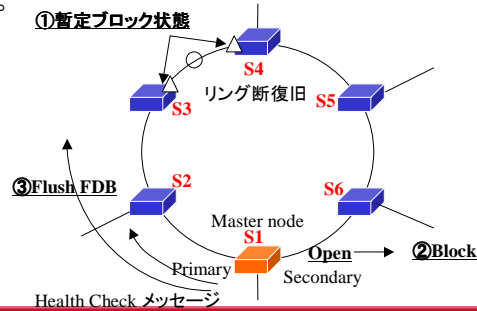 。
①暫定ブロック状態
S4
リング断復旧
S3
S5
③Flush FDB
S2
S6
Master node
S1
Open
②Block
Primary
Secondary
Health Check メッセージ